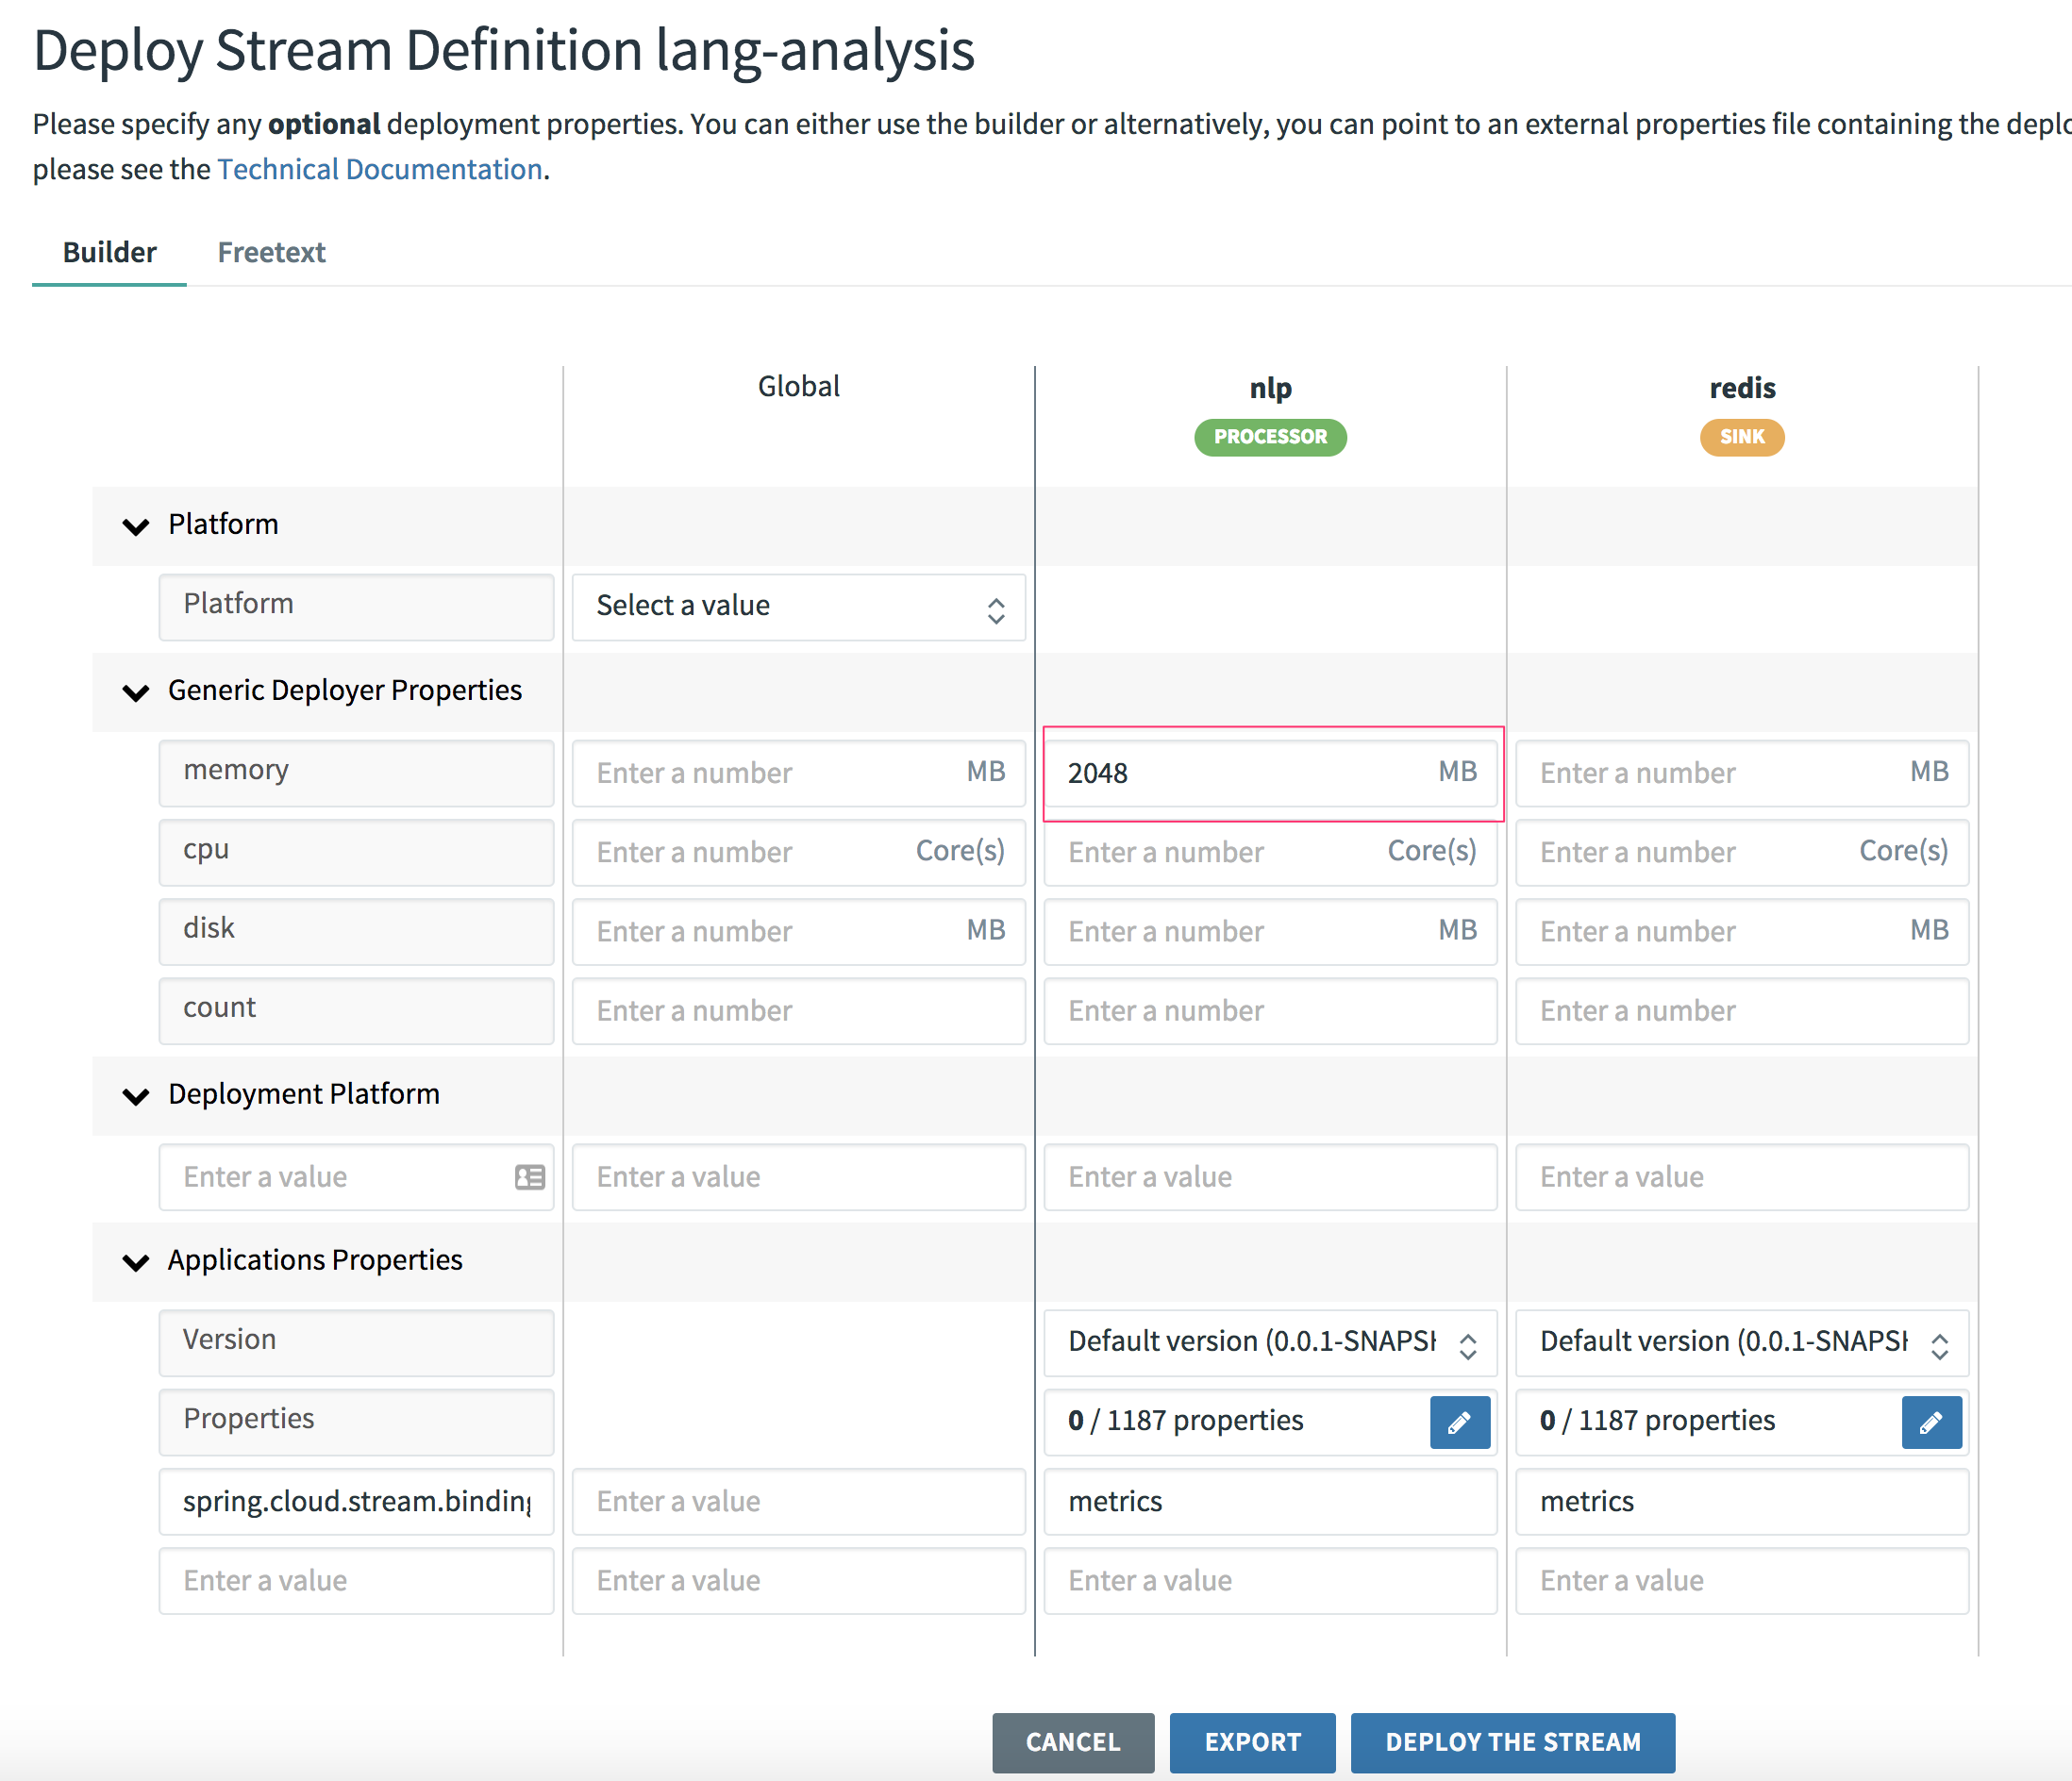 Deploy Stream Definition lang-analysis
Please specify any optional deployment properties. You can either use the builder or alternatively, you can point to an external properties file containing the
please see the Technical Documentation.
Builder Freetext
Global nlp redis
PROCESSOR SINK
Platform
Platform Select a value
Generic Deployer Properties
memory Enter a number MB 2048 MB Enter a number MB
cpu Enter a number Core(s) Enter a number Core(s) Enter a number Core(s)
disk Enter a number MB Enter a number MB Enter a number MB
count Enter a number Enter a number Enter a number
Deployment Platform
Enter a value Enter a value Enter a value Enter a value
Applications Properties
Version Default version (0.0.1-SNAPSH Default version (0.0.1-SNAPSH
Properties 0 / 1187 properties 0 / 1187 properties
spring.cloud.stream.binding Enter a value metrics metrics
Enter a value Enter a value Enter a value Enter a value
CANCEL EXPORT DEPLOY THE STREAM